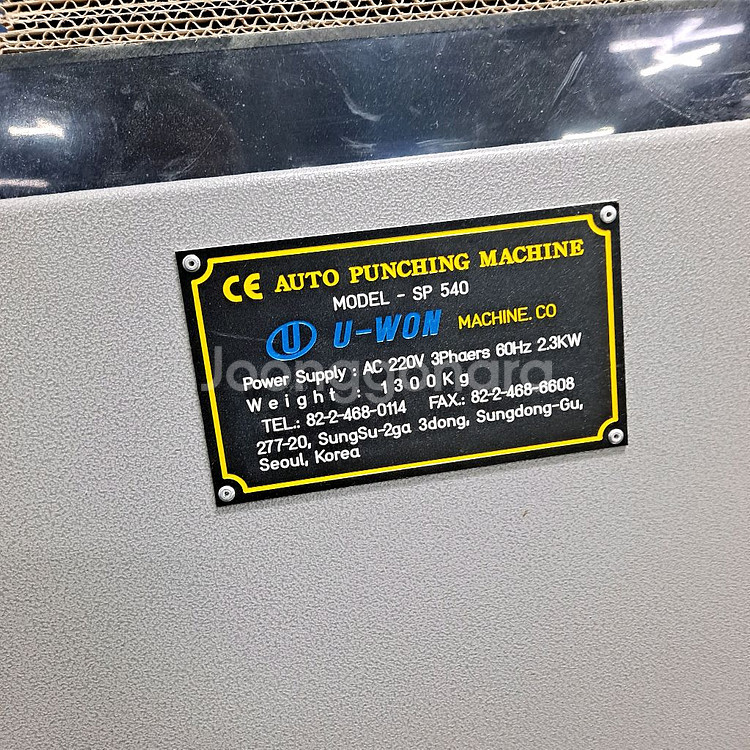 CE AUTO PUNCHING MACHINE
MODEL - SP 540
U U-WON MACHINE. CO
Power Supply : AC 220V 3Phaers 60Hz 2.3KW
Joonggonara
Weight : 1300Kg
TEL.: 82-2-468-0114 FAX.: 82-2-468-6608
277-20, SungSu-2ga 3dong, Sungdong-Gu,
Seoul, Korea